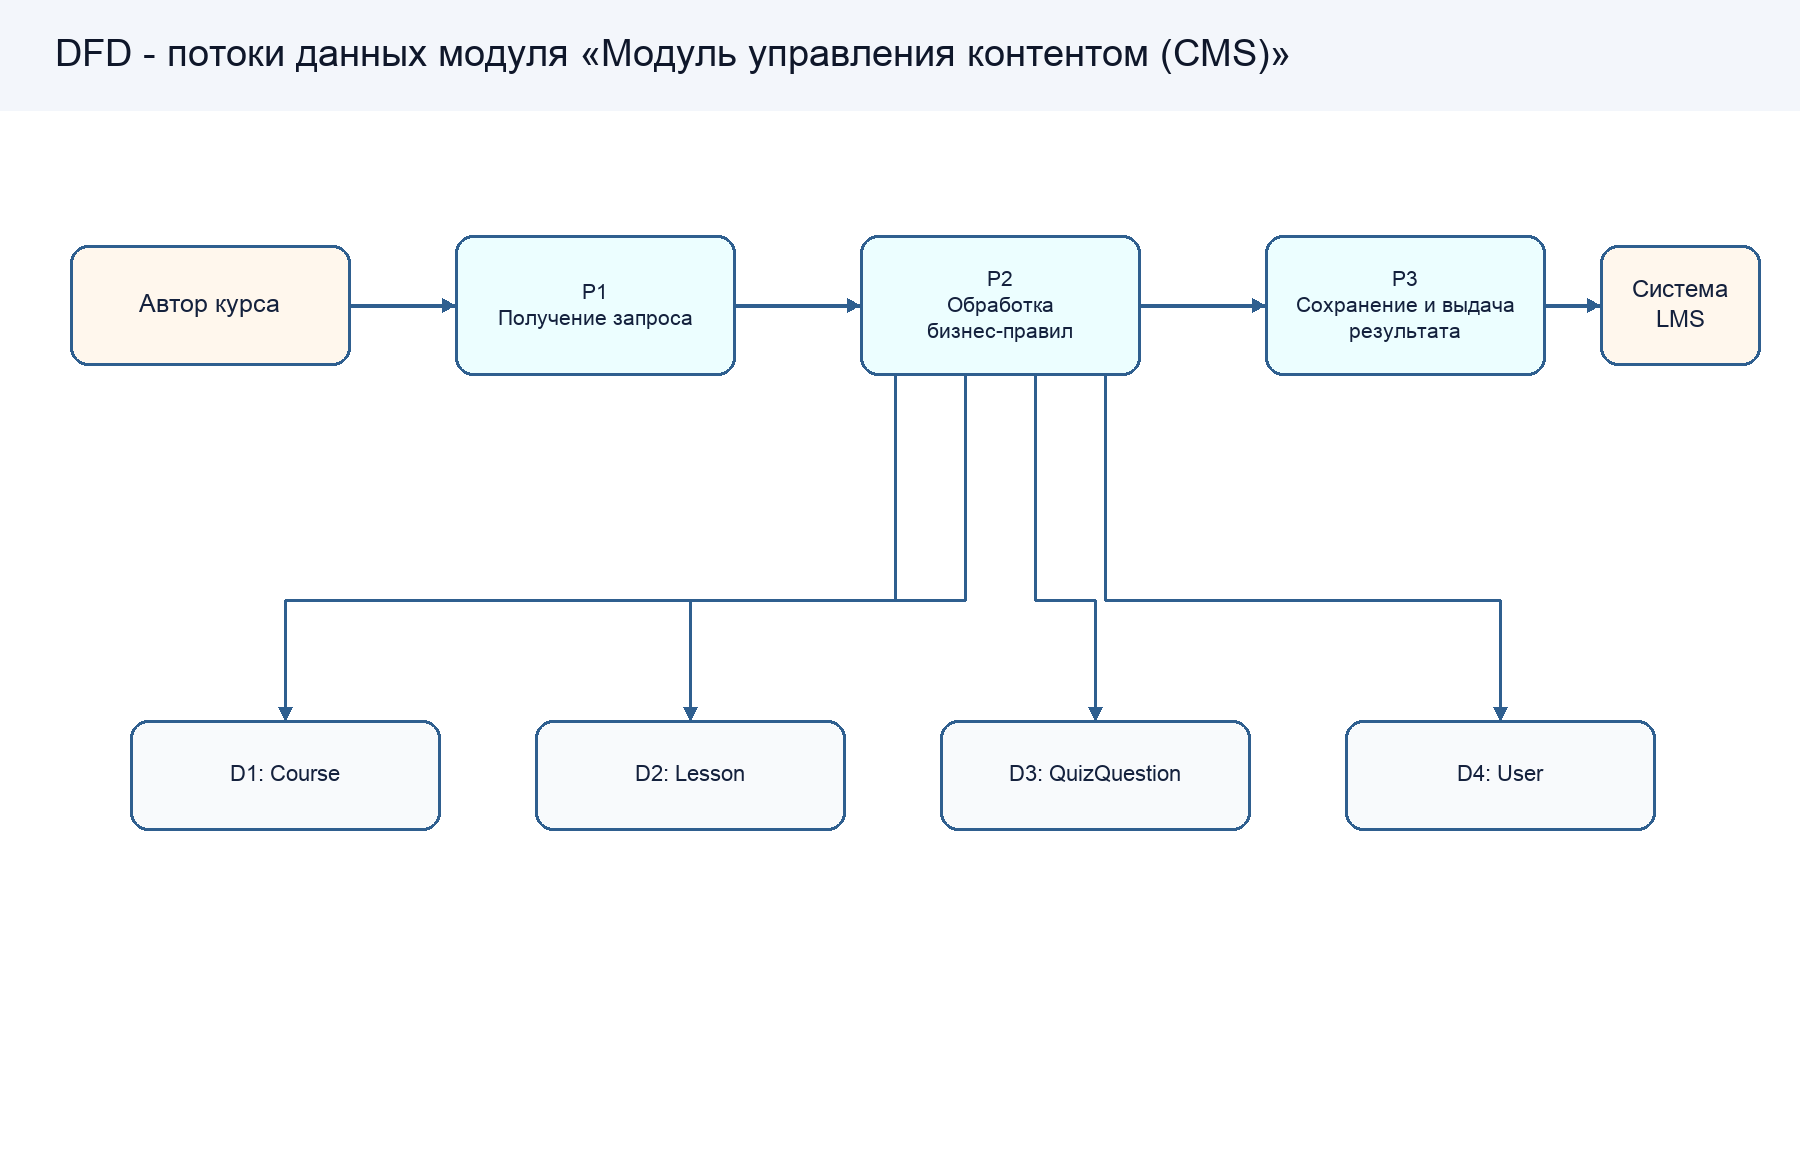 DFD - потоки данных модуля «Модуль управления контентом (CMS)»
Автор курса
P1
Получение запроса
P2
Обработка
бизнес-правил
P3
Сохранение и выдача
результата
Система
LMS
D1: Course
D2: Lesson
D3: QuizQuestion
D4: User